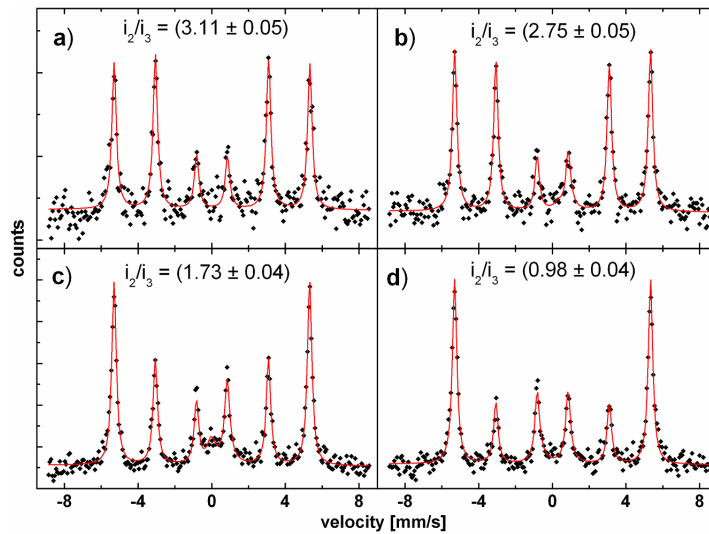 a) i2/i3 = (3.11 ± 0.05)
b) i2/i3 = (2.75 ± 0.05)
c) i2/i3 = (1.73 ± 0.04)
d) i2/i3 = (0.98 ± 0.04)
counts
-8 -4 0 4 8
-8 -4 0 4 8
velocity [mm/s]